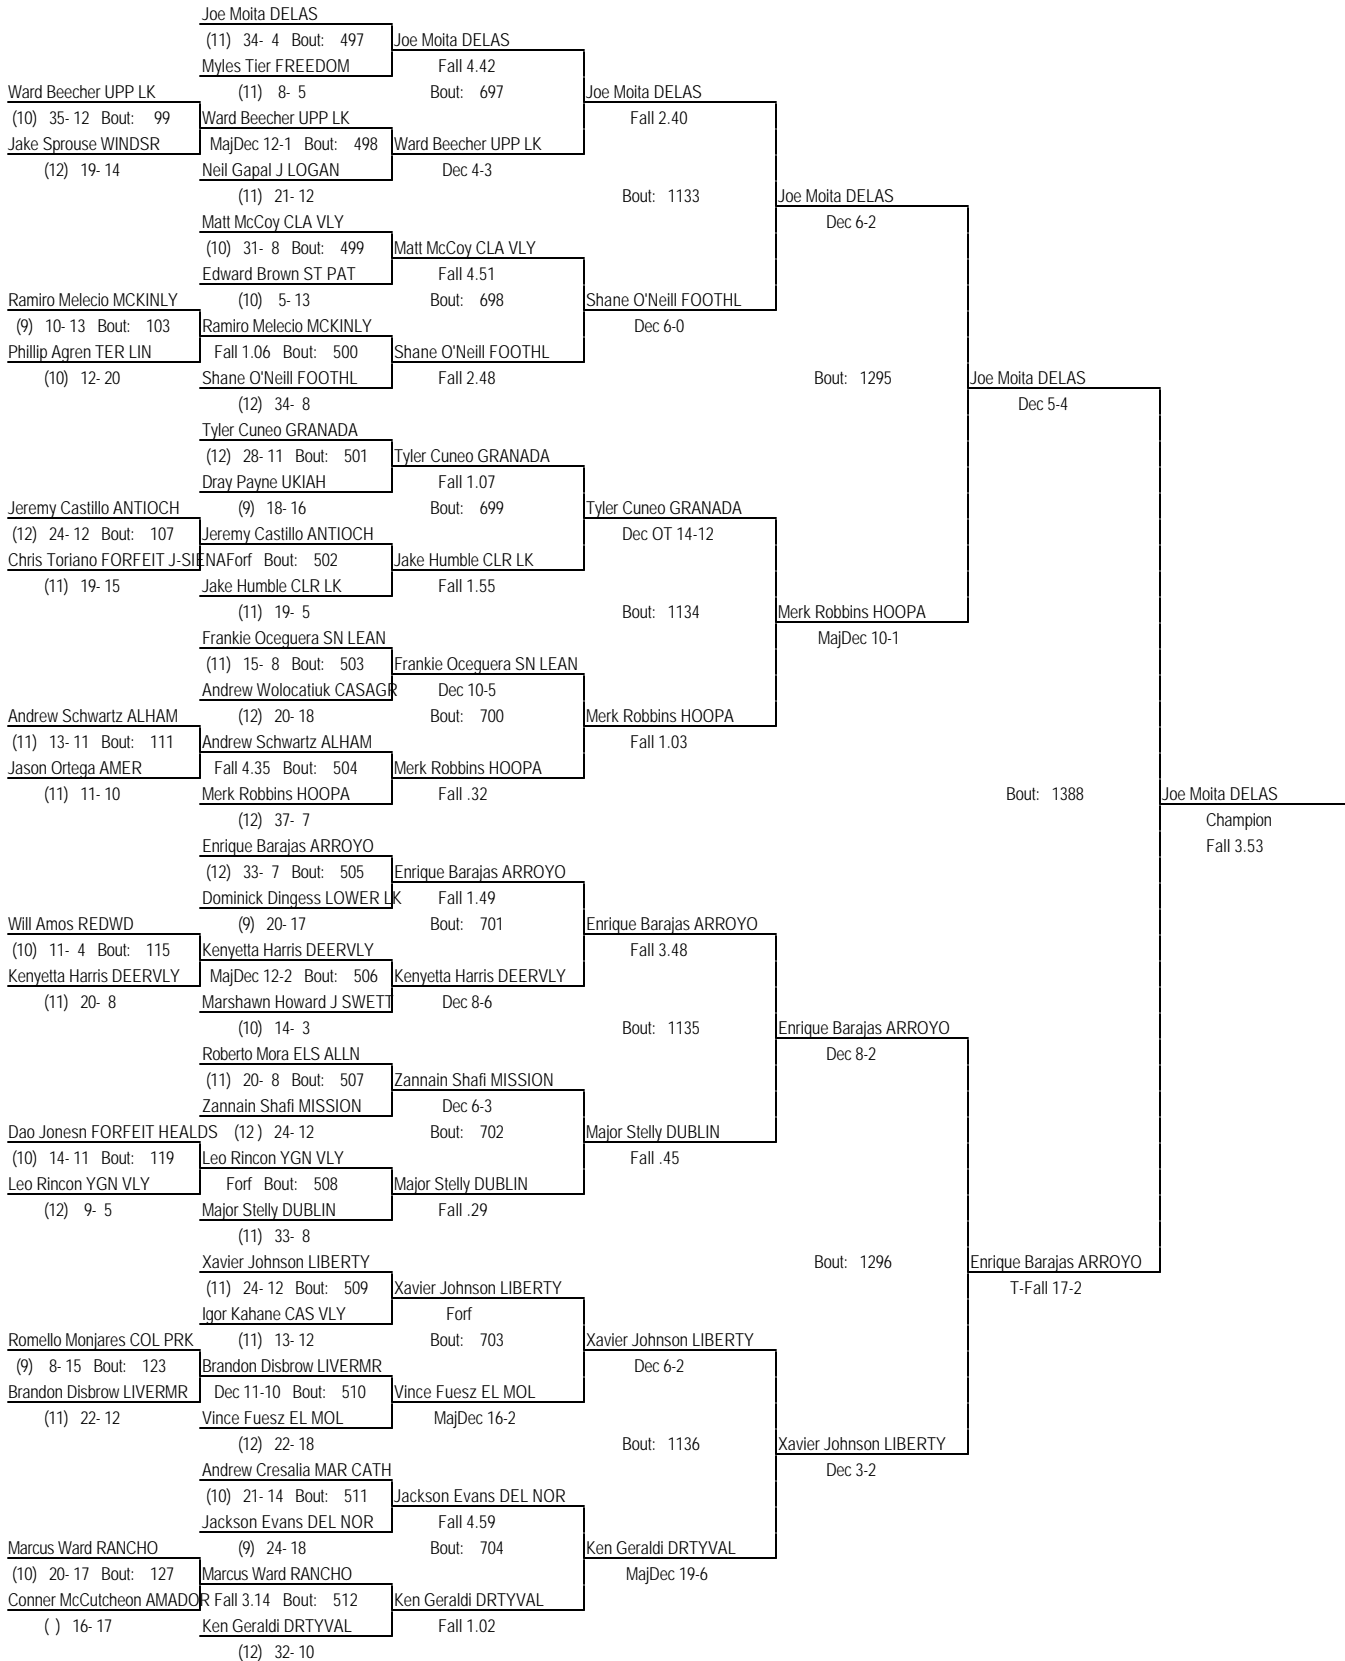 Joe Moita DELAS
(11) 34- 4 Bout: 497 Joe Moita DELAS
Myles Tier FREEDOM Fall 4.42
Ward Beecher UPP LK (11) 8- 5 Bout: 697 Joe Moita DELAS
(10) 35- 12 Bout: 99 Ward Beecher UPP LK Fall 2.40
Jake Sprouse WINDSR MajDec 12-1 Bout: 498 Ward Beecher UPP LK
(12) 19- 14 Neil Gapal J LOGAN Dec 4-3
(11) 21- 12 Bout: 1133 Joe Moita DELAS
Matt McCoy CLA VLY Dec 6-2
(10) 31- 8 Bout: 499 Matt McCoy CLA VLY
Edward Brown ST PAT Fall 4.51
Ramiro Melecio MCKINLY (10) 5- 13 Bout: 698 Shane O'Neill FOOTHL
(9) 10- 13 Bout: 103 Ramiro Melecio MCKINLY Dec 6-0
Phillip Agren TER LIN Fall 1.06 Bout: 500 Shane O'Neill FOOTHL
(10) 12- 20 Shane O'Neill FOOTHL Fall 2.48 Bout: 1295 Joe Moita DELAS
(12) 34- 8 Dec 5-4
Tyler Cuneo GRANADA
(12) 28- 11 Bout: 501 Tyler Cuneo GRANADA
Dray Payne UKIAH Fall 1.07
Jeremy Castillo ANTIOCH (9) 18- 16 Bout: 699 Tyler Cuneo GRANADA
(12) 24- 12 Bout: 107 Jeremy Castillo ANTIOCH Dec OT 14-12
Chris Toriano FORFEIT J-SIENAForf Bout: 502 Jake Humble CLR LK
(11) 19- 15 Jake Humble CLR LK Fall 1.55
(11) 19- 5 Bout: 1134 Merk Robbins HOOPA
Frankie Oceguera SN LEAN MajDec 10-1
(11) 15- 8 Bout: 503 Frankie Oceguera SN LEAN
Andrew Wolocatiuk CASAGR Dec 10-5
Andrew Schwartz ALHAM (12) 20- 18 Bout: 700 Merk Robbins HOOPA
(11) 13- 11 Bout: 111 Andrew Schwartz ALHAM Fall 1.03
Jason Ortega AMER Fall 4.35 Bout: 504 Merk Robbins HOOPA
(11) 11- 10 Merk Robbins HOOPA Fall .32 Bout: 1388 Joe Moita DELAS
(12) 37- 7 Champion
Enrique Barajas ARROYO Fall 3.53
(12) 33- 7 Bout: 505 Enrique Barajas ARROYO
Dominick Dingess LOWER LK Fall 1.49
Will Amos REDWD (9) 20- 17 Bout: 701 Enrique Barajas ARROYO
(10) 11- 4 Bout: 115 Kenyetta Harris DEERVLY Fall 3.48
Kenyetta Harris DEERVLY MajDec 12-2 Bout: 506 Kenyetta Harris DEERVLY
(11) 20- 8 Marshawn Howard J SWETT Dec 8-6
(10) 14- 3 Bout: 1135 Enrique Barajas ARROYO
Roberto Mora ELS ALLN Dec 8-2
(11) 20- 8 Bout: 507 Zannain Shafi MISSION
Zannain Shafi MISSION Dec 6-3
Dao Jonesn FORFEIT HEALDS (12 ) 24- 12 Bout: 702 Major Stelly DUBLIN
(10) 14- 11 Bout: 119 Leo Rincon YGN VLY Fall .45
Leo Rincon YGN VLY Forf Bout: 508 Major Stelly DUBLIN
(12) 9- 5 Major Stelly DUBLIN Fall .29
(11) 33- 8
Xavier Johnson LIBERTY Bout: 1296 Enrique Barajas ARROYO
(11) 24- 12 Bout: 509 Xavier Johnson LIBERTY T-Fall 17-2
Igor Kahane CAS VLY Forf
Romello Monjares COL PRK (11) 13- 12 Bout: 703 Xavier Johnson LIBERTY
(9) 8- 15 Bout: 123 Brandon Disbrow LIVERMR Dec 6-2
Brandon Disbrow LIVERMR Dec 11-10 Bout: 510 Vince Fuesz EL MOL
(11) 22- 12 Vince Fuesz EL MOL MajDec 16-2
(12) 22- 18 Bout: 1136 Xavier Johnson LIBERTY
Andrew Cresalia MAR CATH Dec 3-2
(10) 21- 14 Bout: 511 Jackson Evans DEL NOR
Jackson Evans DEL NOR Fall 4.59
Marcus Ward RANCHO (9) 24- 18 Bout: 704 Ken Geraldi DRTYVAL
(10) 20- 17 Bout: 127 Marcus Ward RANCHO MajDec 19-6
Conner McCutcheon AMADOR Fall 3.14 Bout: 512 Ken Geraldi DRTYVAL
( ) 16- 17 Ken Geraldi DRTYVAL Fall 1.02
(12) 32- 10